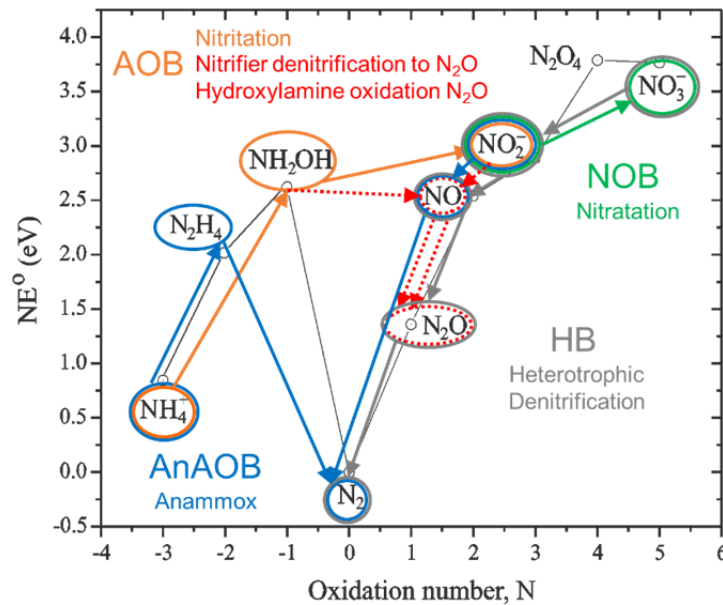 4.0
3.5
3.0
2.5
2.0
1.5
1.0
0.5
0.0
-0.5
NE° (eV)
AOB
Nitritation
Nitrifier denitrification to N₂O
Hydroxylamine oxidation N₂O
N₂O₄
NO₃⁻
NO₂⁻
NH₂OH
NO
NOB
Nitratation
N₂H₄
N₂O
HB
Heterotrophic
Denitrification
NH₄⁺
AnAOB
Anammox
N₂
-4 -3 -2 -1 0 1 2 3 4 5 6
Oxidation number, N